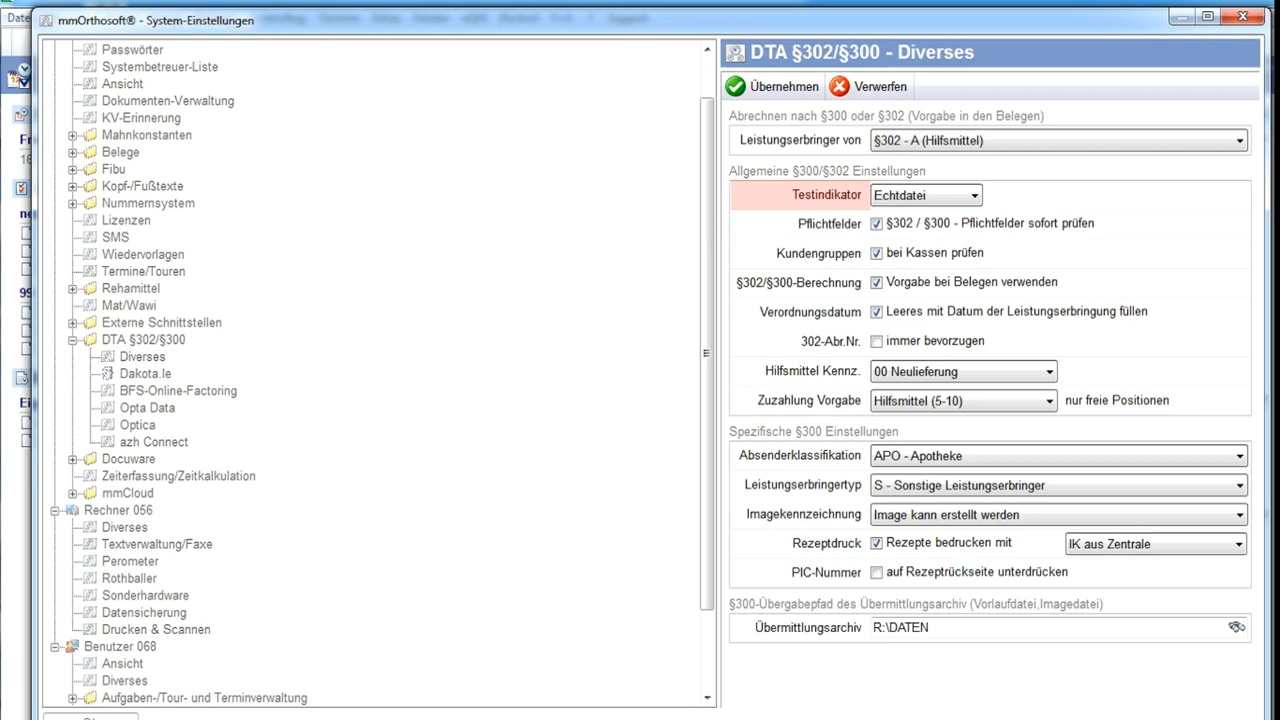 mmOrthosoft® - System-Einstellungen
Date
Passwörter
Systembetreuer-Liste
Ansicht
Dokumenten-Verwaltung
KV-Erinnerung
Mahnkonstanten
Belege
Fibu
Kopf-/Fußtexte
Nummernsystem
Lizenzen
SMS
Wiedervorlagen
Termine/Touren
Rehamittel
Mat/Wawi
Externe Schnittstellen
DTA §302/§300
Diverses
Dakota.le
BFS-Online-Factoring
Opta Data
Optica
azh Connect
Docuware
Zeiterfassung/Zeitkalkulation
mmCloud
Rechner 056
Diverses
Textverwaltung/Faxe
Perometer
Rothballer
Sonderhardware
Datensicherung
Drucken & Scannen
Benutzer 068
Ansicht
Diverses
Aufgaben-/Tour- und Terminverwaltung
DTA §302/§300 - Diverses
Übernehmen Verwerfen
Abrechnen nach §300 oder §302 (Vorgabe in den Belegen)
Leistungserbringer von §302 - A (Hilfsmittel)
Allgemeine §300/§302 Einstellungen
Testindikator Echtdatei
Pflichtfelder §302 / §300 - Pflichtfelder sofort prüfen
Kundengruppen bei Kassen prüfen
§302/§300-Berechnung Vorgabe bei Belegen verwenden
Verordnungsdatum Leeres mit Datum der Leistungserbringung füllen
302-Abr.Nr. immer bevorzugen
Hilfsmittel Kennz. 00 Neulieferung
Zuzahlung Vorgabe Hilfsmittel (5-10) nur freie Positionen
Spezifische §300 Einstellungen
Absenderklassifikation APO - Apotheke
Leistungserbringertyp S - Sonstige Leistungserbringer
Imagekennzeichnung Image kann erstellt werden
Rezeptdruck Rezepte bedrucken mit IK aus Zentrale
PIC-Nummer auf Rezeptrückseite unterdrücken
§300-Übergabepfad des Übermittlungsarchiv (Vorlaufdatei,Imagedatei)
Übermittlungsarchiv R:\DATEN